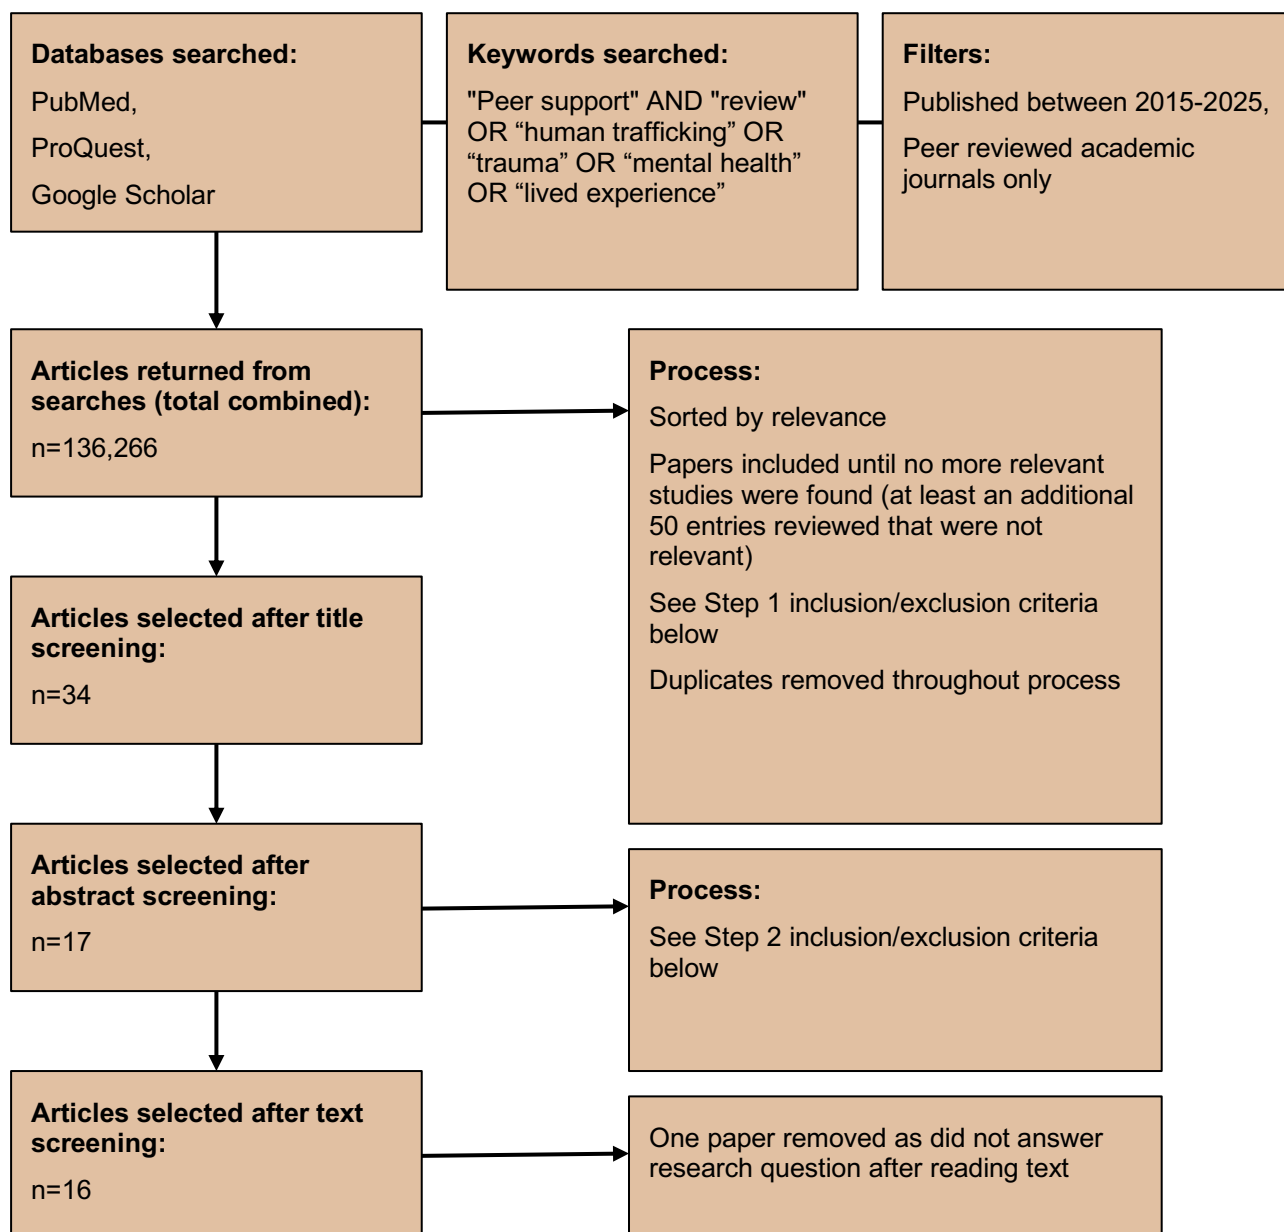 Databases searched:
PubMed,
ProQuest,
Google Scholar
Keywords searched:
"Peer support" AND "review"
OR “human trafficking” OR
“trauma” OR “mental health”
OR “lived experience”
Filters:
Published between 2015-2025,
Peer reviewed academic
journals only
Articles returned from
searches (total combined):
n=136,266
Process:
Sorted by relevance
Papers included until no more relevant
studies were found (at least an additional
50 entries reviewed that were not
relevant)
See Step 1 inclusion/exclusion criteria
below
Duplicates removed throughout process
Articles selected after title
screening:
n=34
Articles selected after
abstract screening:
n=17
Process:
See Step 2 inclusion/exclusion criteria
below
Articles selected after text
screening:
n=16
One paper removed as did not answer
research question after reading text